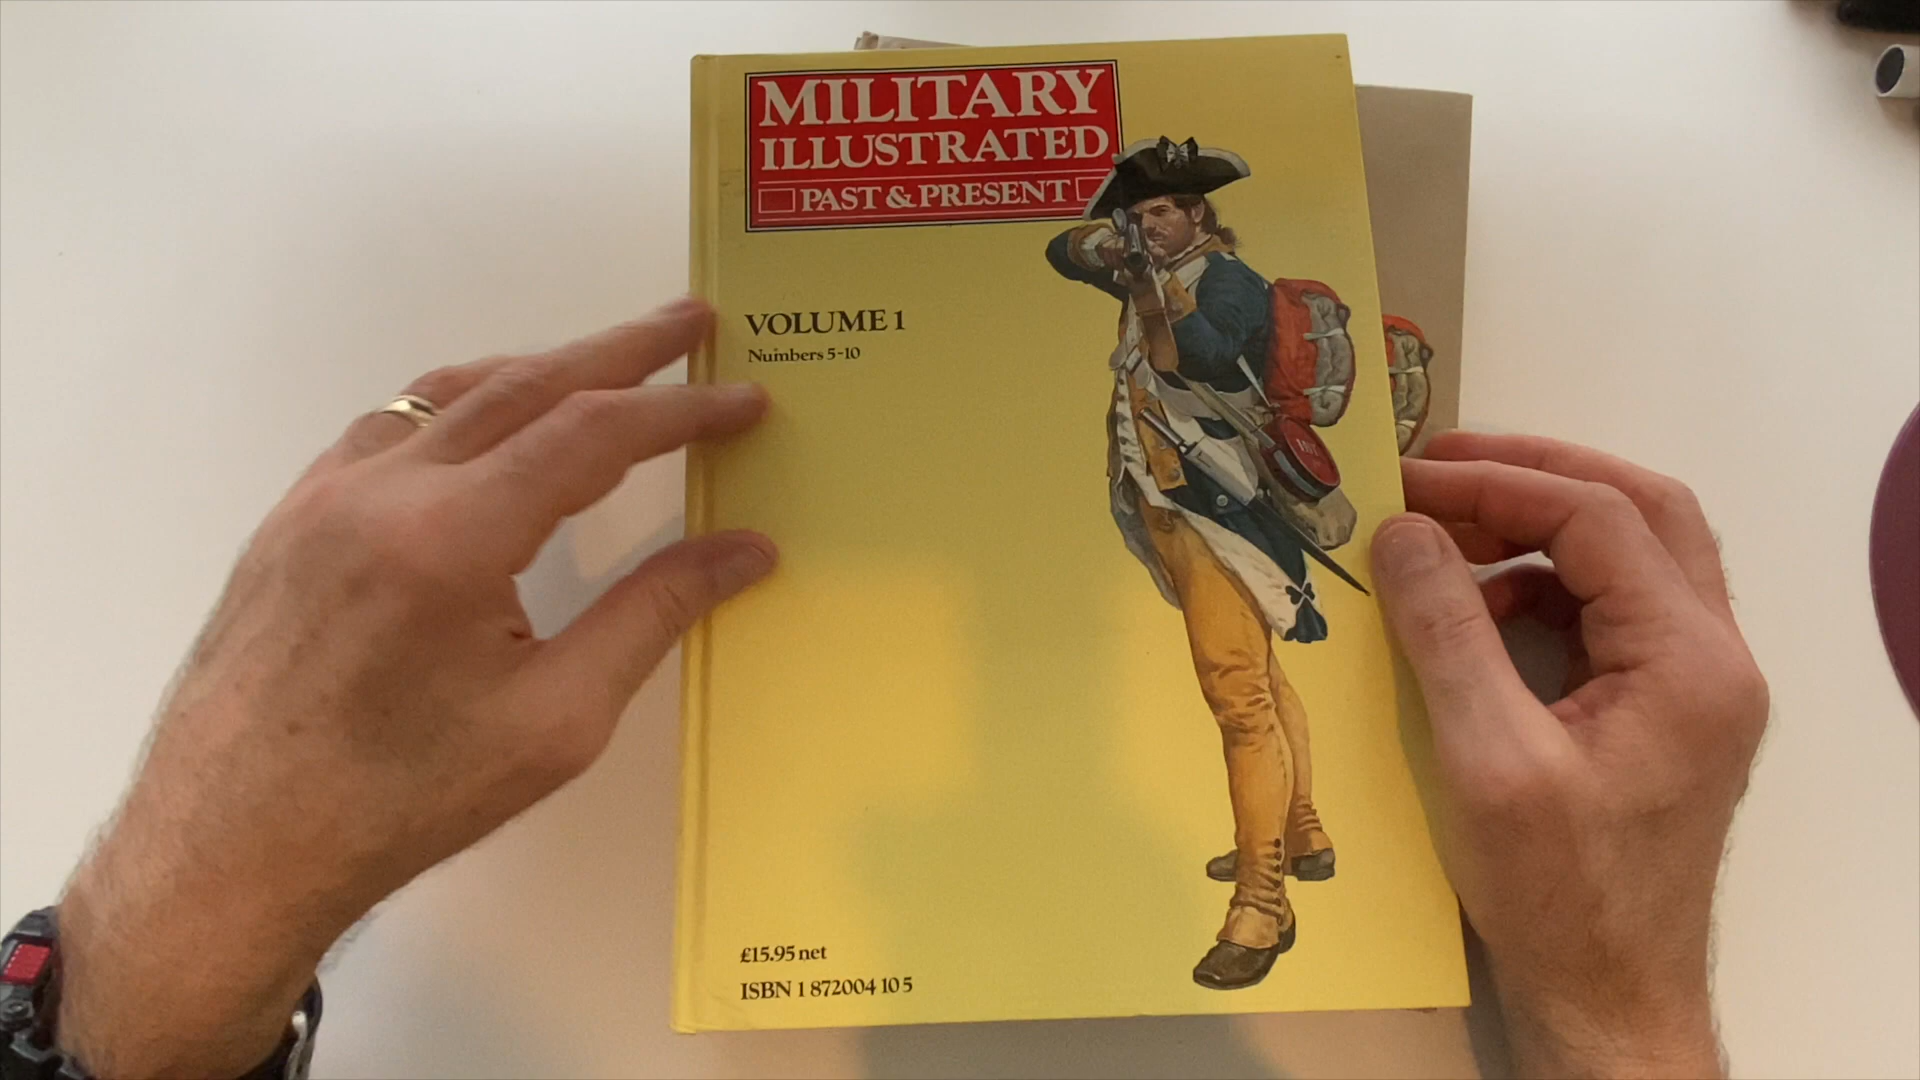 MILITARY
ILLUSTRATED
PAST & PRESENT
VOLUME 1
Numbers 5-10
£15.95 net
ISBN 1 872004 10 5